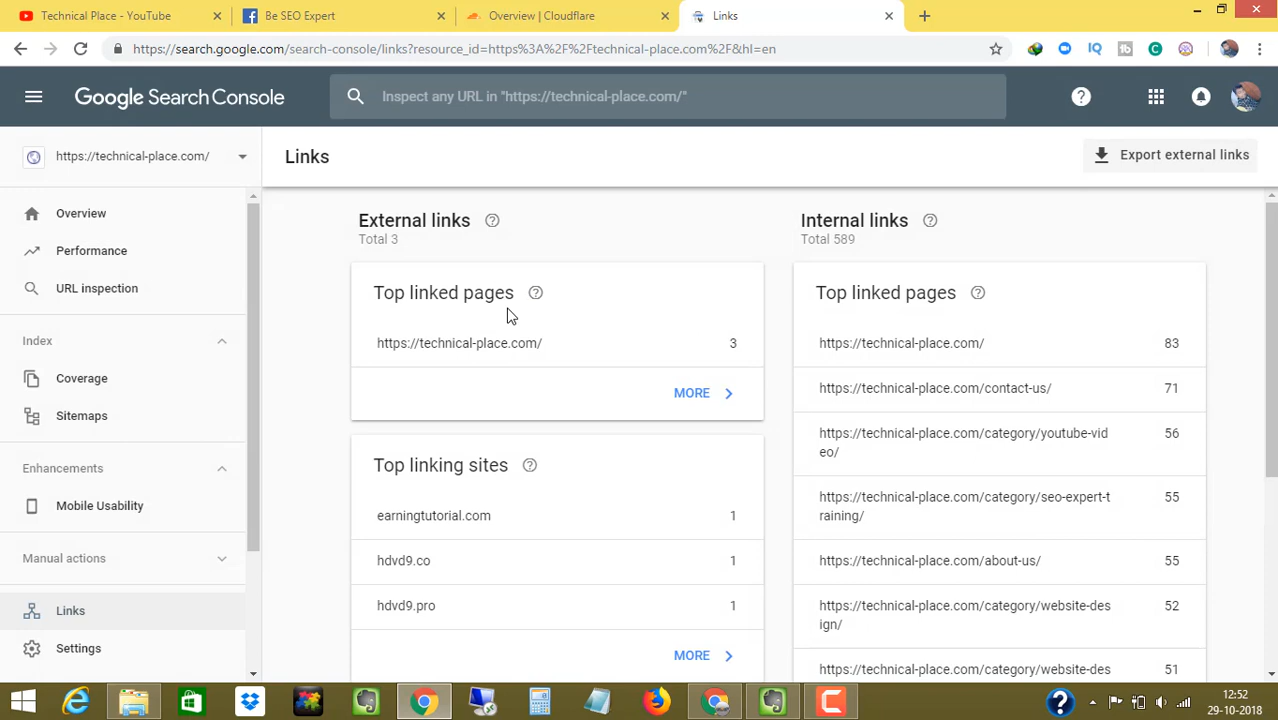 Technical Place - YouTube
Be SEO Expert
Overview | Cloudflare
Links
https://search.google.com/search-console/links?resource_id=https%3A%2F%2Ftechnical-place.com%2F&hl=en
Google Search Console
Inspect any URL in "https://technical-place.com/"
https://technical-place.com/
Links
Export external links
Overview
Performance
URL inspection
Index
Coverage
Sitemaps
Enhancements
Mobile Usability
Manual actions
Links
Settings
External links
Total 3
Top linked pages
https://technical-place.com/ 3
MORE
Top linking sites
earningtutorial.com 1
hdvd9.co 1
hdvd9.pro 1
MORE
Internal links
Total 589
Top linked pages
https://technical-place.com/ 83
https://technical-place.com/contact-us/ 71
https://technical-place.com/category/youtube-vid 56
eo/
https://technical-place.com/category/seo-expert-t 55
raining/
https://technical-place.com/about-us/ 55
https://technical-place.com/category/website-des 52
ign/
https://technical-place.com/category/website-des 51
12:52
29-10-2018